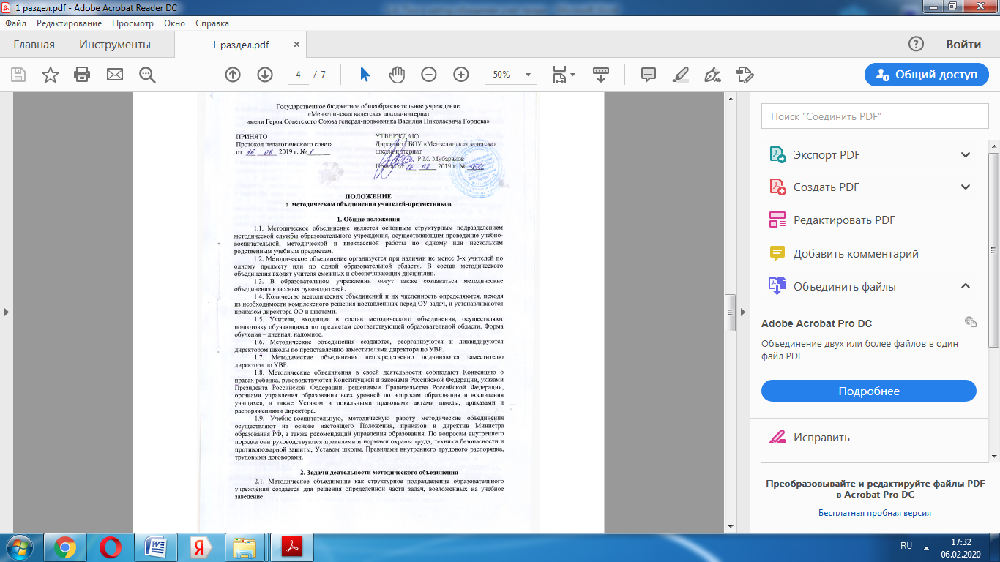 1 раздел.pdf - Adobe Acrobat Reader DC
Файл Редактирование Просмотр Окно Справка
Главная Инструменты 1 раздел.pdf × Войти
4 / 7 50% Общий доступ
Государственное бюджетное общеобразовательное учреждение
«Мензелинская кадетская школа-интернат
имени Героя Советского Союза генерал-полковника Василия Николаевича Гордова»
ПРИНЯТО
Протокол педагогического совета
от 16 08 2019 г. № 1
УТВЕРЖДАЮ
Директор ГБОУ «Мензелинская кадетская
школа-интернат
Р.М. Мубараков
Приказ от 16 08 2019 г. №
ПОЛОЖЕНИЕ
о методическом объединении учителей-предметников
1. Общие положения
1.1. Методическое объединение является основным структурным подразделением
методической службы образовательного учреждения, осуществляющим проведение учебно-
воспитательной, методической и внеклассной работы по одному или нескольким
родственным учебным предметам.
1.2. Методическое объединение организуется при наличии не менее 3-х учителей по
одному предмету или по одной образовательной области. В состав методического
объединения входят учителя смежных и обеспечивающих дисциплин.
1.3. В образовательном учреждении могут также создаваться методические
объединения классных руководителей.
1.4. Количество методических объединений и их численность определяются, исходя
из необходимости комплексного решения поставленных перед ОУ задач, и устанавливаются
приказом директора ОО и штатами.
1.5. Учителя, входящие в состав методического объединения, осуществляют
подготовку обучающихся по предметам соответствующей образовательной области. Форма
обучения – дневная, надомное.
1.6. Методические объединения создаются, реорганизуются и ликвидируются
директором школы по представлению заместителями директора по УВР.
1.7. Методические объединения непосредственно подчиняются заместителю
директора по УВР.
1.8. Методические объединения в своей деятельности соблюдают Конвенцию о
правах ребенка, руководствуются Конституцией и законами Российской Федерации, указами
Президента Российской Федерации, решениями Правительства Российской Федерации,
органами управления образования всех уровней по вопросам образования и воспитания
учащихся, а также Уставом и локальными правовыми актами школы, приказами и
распоряжениями директора.
1.9. Учебно-воспитательную, методическую работу методические объединения
осуществляют на основе настоящего Положения, приказов и директив Министра
образования РФ, а также рекомендаций управления образования. По вопросам внутреннего
порядка они руководствуются правилами и нормами охраны труда, техники безопасности и
противопожарной защиты, Уставом школы, Правилами внутреннего трудового распорядка,
трудовыми договорами.
2. Задачи деятельности методического объединения
2.1. Методическое объединение как структурное подразделение образовательного
учреждения создается для решения определенной части задач, возложенных на учебное
заведение:
Поиск "Соединить PDF"
Экспорт PDF
Создать PDF
Редактировать PDF
Добавить комментарий
Объединить файлы
Adobe Acrobat Pro DC
Объединение двух или более файлов в один
файл PDF
Подробнее
Исправить
Преобразовывайте и редактируйте файлы PDF
в Acrobat Pro DC
Бесплатная пробная версия
RU 17:32
06.02.2020